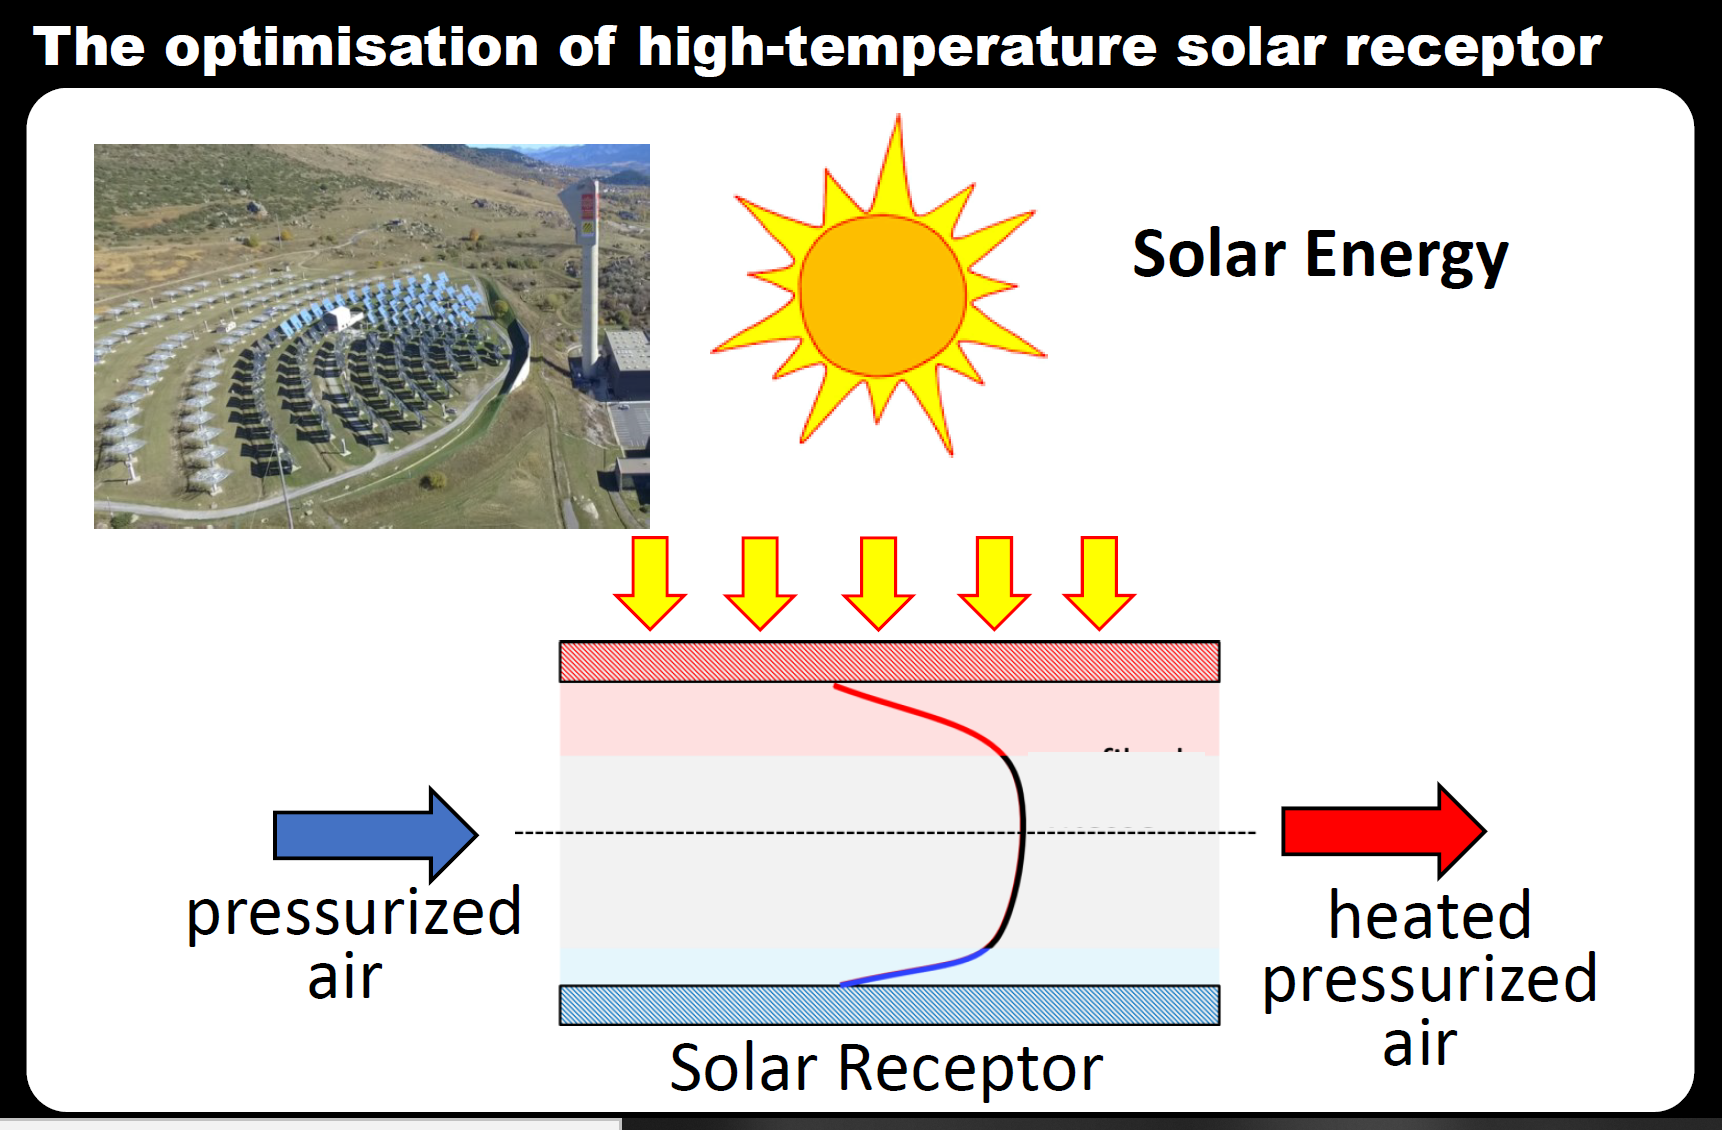 The optimisation of high-temperature solar receptor
Solar Energy
pressurized
air
heated
pressurized
air
Solar Receptor